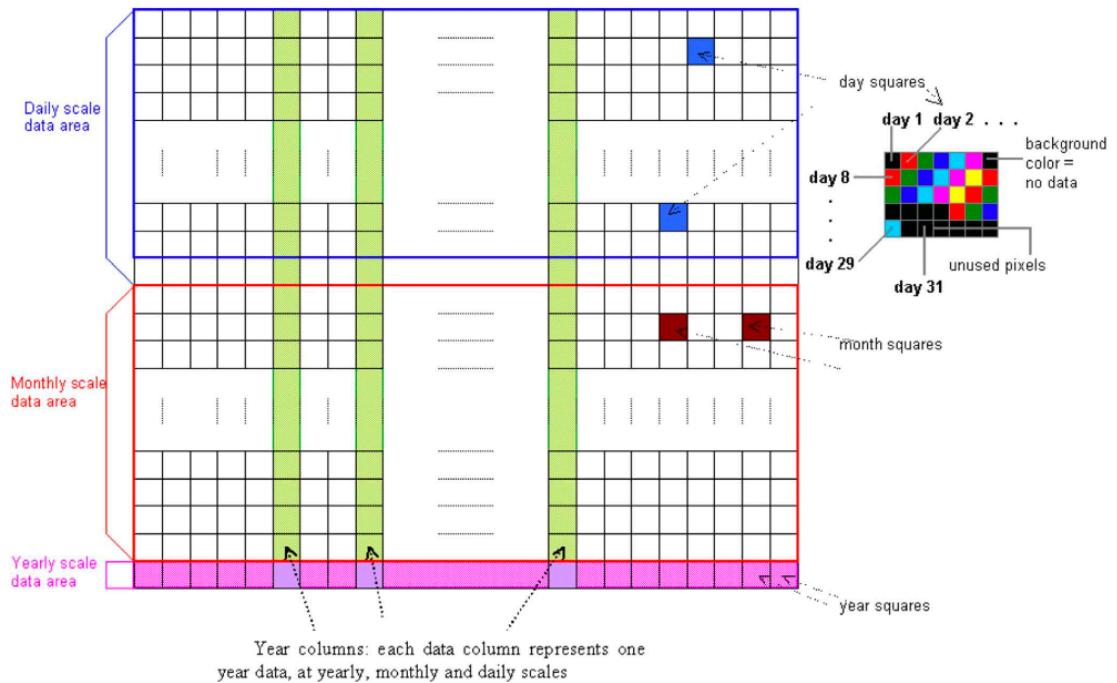 day squares
Daily scale
data area
day 1 day 2 . . .
background
color =
no data
day 8
.
.
.
day 29
unused pixels
day 31
month squares
Monthly scale
data area
Yearly scale
data area
year squares
Year columns: each data column represents one
year data, at yearly, monthly and daily scales